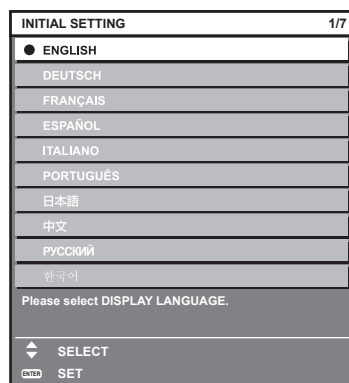 INITIAL SETTING 1/7
ENGLISH
DEUTSCH
FRANÇAIS
ESPAÑOL
ITALIANO
PORTUGUÊS
日本語
中文
РУССКИЙ
한국어
Please select DISPLAY LANGUAGE.
SELECT
ENTER SET